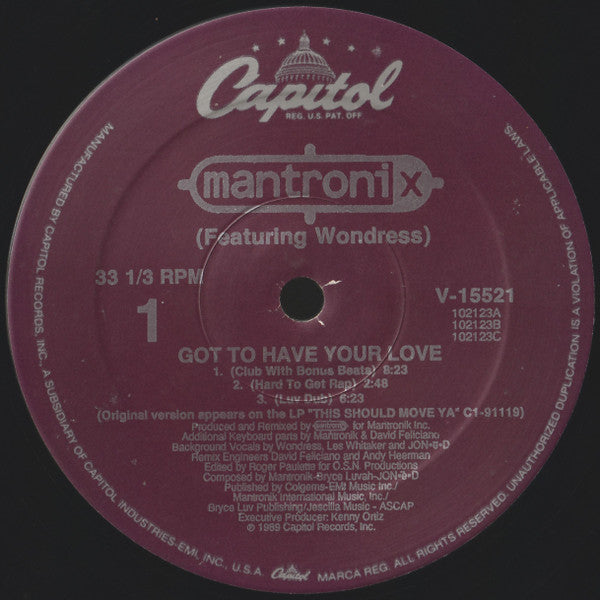 Capitol
REG. U.S. PAT. OFF.
mantronix
(Featuring Wondress)
33 1/3 RPM
1
V-15521
102123A
102123B
102123C
GOT TO HAVE YOUR LOVE
1. (Club With Bonus Beats) 8:23
2. (Hard To Get Rap) 2:48
3. (Luv Dub) 6:23
(Original version appears on the LP "THIS SHOULD MOVE YA" C1-91119)
Produced and Remixed by mantronix for Mantronik Inc.
Additional Keyboard parts by Mantronik & David Feliciano
Background Vocals by Wondress, Les Whitaker and JON•E•D
Remix Engineers David Feliciano and Andy Heerman
Edited by Roger Paulette for O.S.N. Productions
Composed by Mantronik-Bryce Luvah-JON•E•D
Published by Colgems-EMI Music Inc./
Mantronik International Music, Inc./
Bryce Luv Publishing/Jescilla Music - ASCAP
Executive Producer: Kenny Ortiz
℗ 1989 Capitol Records, Inc.
MANUFACTURED BY CAPITOL RECORDS, INC., A SUBSIDIARY OF CAPITOL INDUSTRIES-EMI, INC., U.S.A. Capitol MARCA REG. ALL RIGHTS RESERVED. UNAUTHORIZED DUPLICATION IS A VIOLATION OF APPLICABLE LAWS.